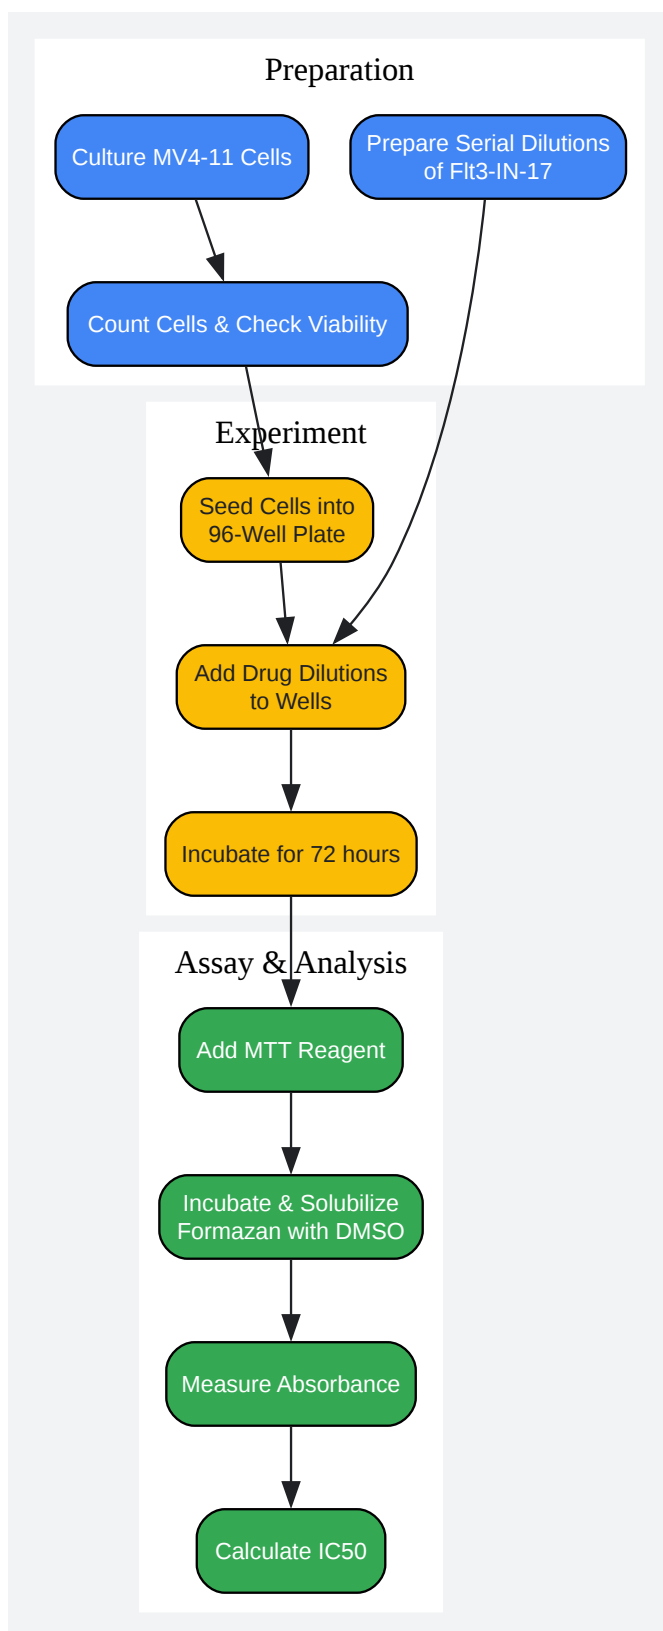 Preparation
Culture MV4-11 Cells
Prepare Serial Dilutions
of Flt3-IN-17
Count Cells & Check Viability
Experiment
Seed Cells into
96-Well Plate
Add Drug Dilutions
to Wells
Incubate for 72 hours
Assay & Analysis
Add MTT Reagent
Incubate & Solubilize
Formazan with DMSO
Measure Absorbance
Calculate IC50